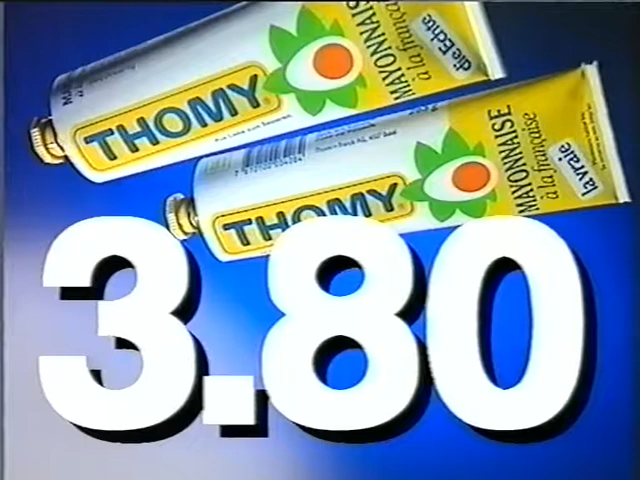 MAYONNAISE
à la française
die Echte
THOMY
MAYONNAISE
à la française
la vraie
THOMY
3.80